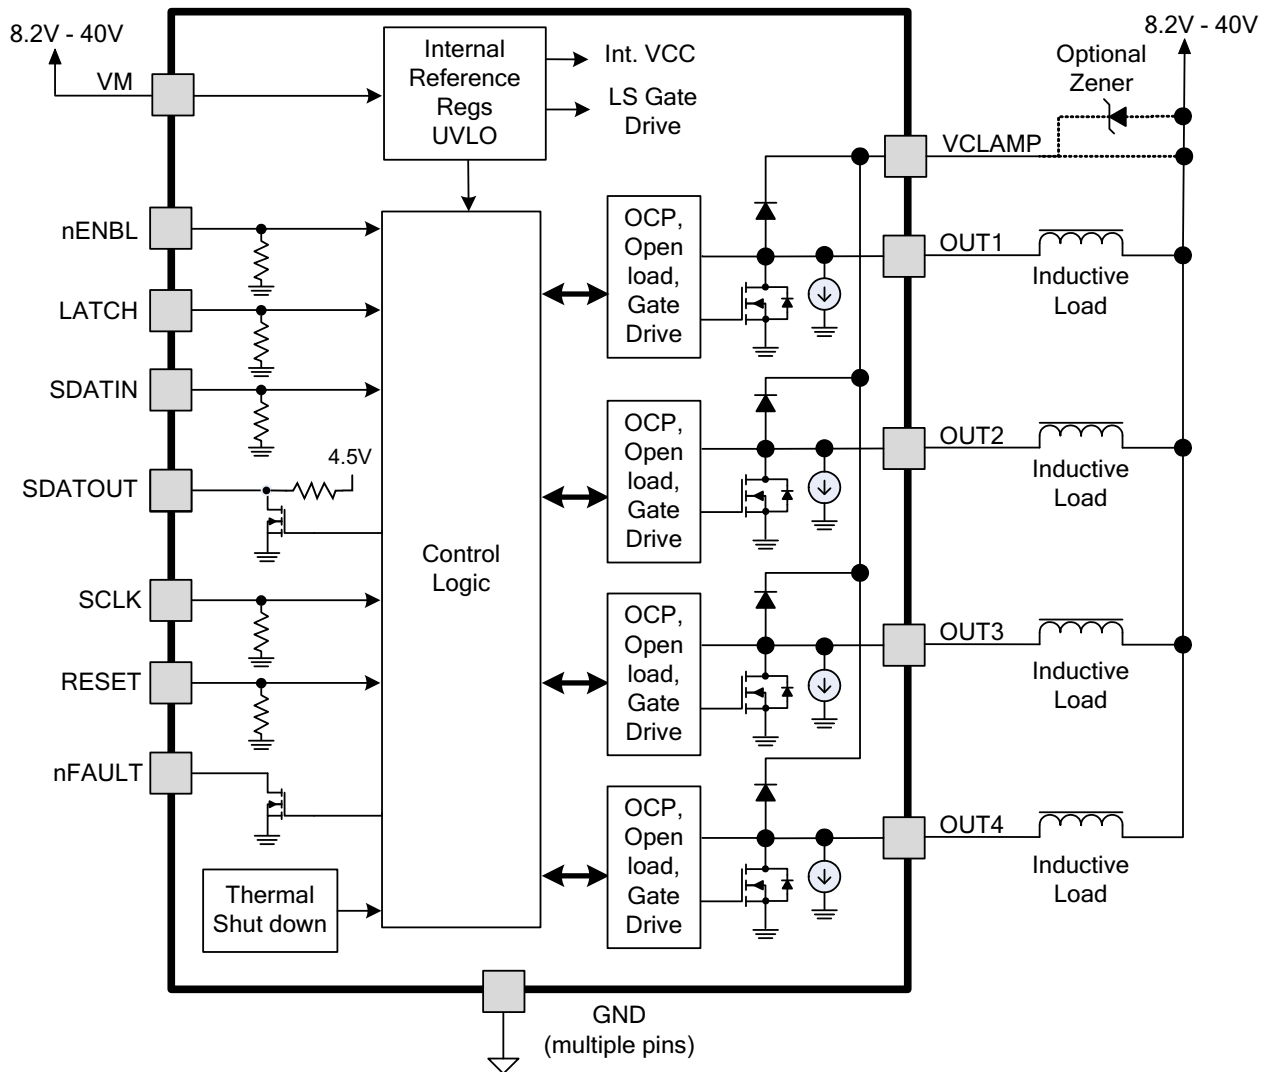 8.2V - 40V
VM
Internal
Reference
Regs
UVLO
Int. VCC
LS Gate
Drive
8.2V - 40V
Optional
Zener
VCLAMP
nENBL
LATCH
SDATIN
SDATOUT
4.5V
SCLK
RESET
nFAULT
Thermal
Shut down
Control
Logic
OCP,
Open
load,
Gate
Drive
OUT1
Inductive
Load
OCP,
Open
load,
Gate
Drive
OUT2
Inductive
Load
OCP,
Open
load,
Gate
Drive
OUT3
Inductive
Load
OCP,
Open
load,
Gate
Drive
OUT4
Inductive
Load
GND
(multiple pins)